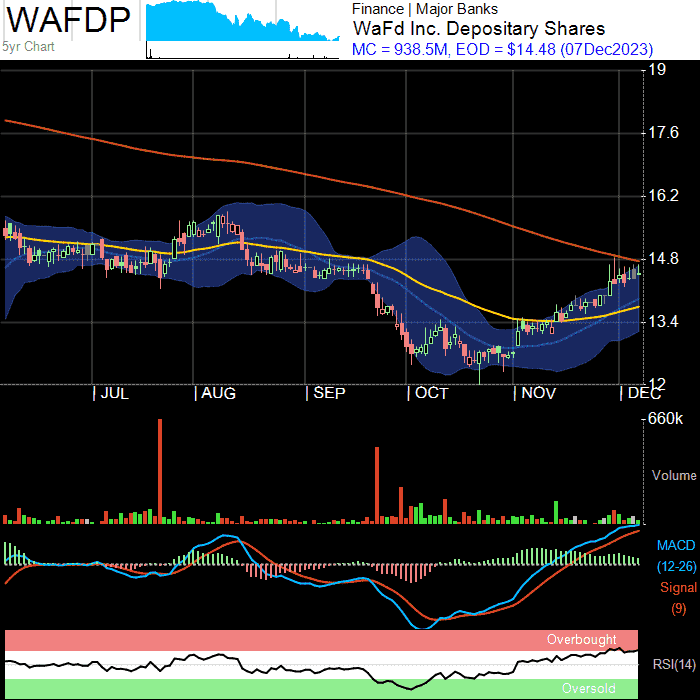 WAFDP
5yr Chart
Finance | Major Banks
WaFd Inc. Depositary Shares
MC = 938.5M, EOD = $14.48 (07Dec2023)
19
17.6
16.2
14.8
13.4
12
JUL AUG SEP OCT NOV DEC
660k
Volume
MACD
(12-26)
Signal
(9)
Overbought
RSI(14)
Oversold